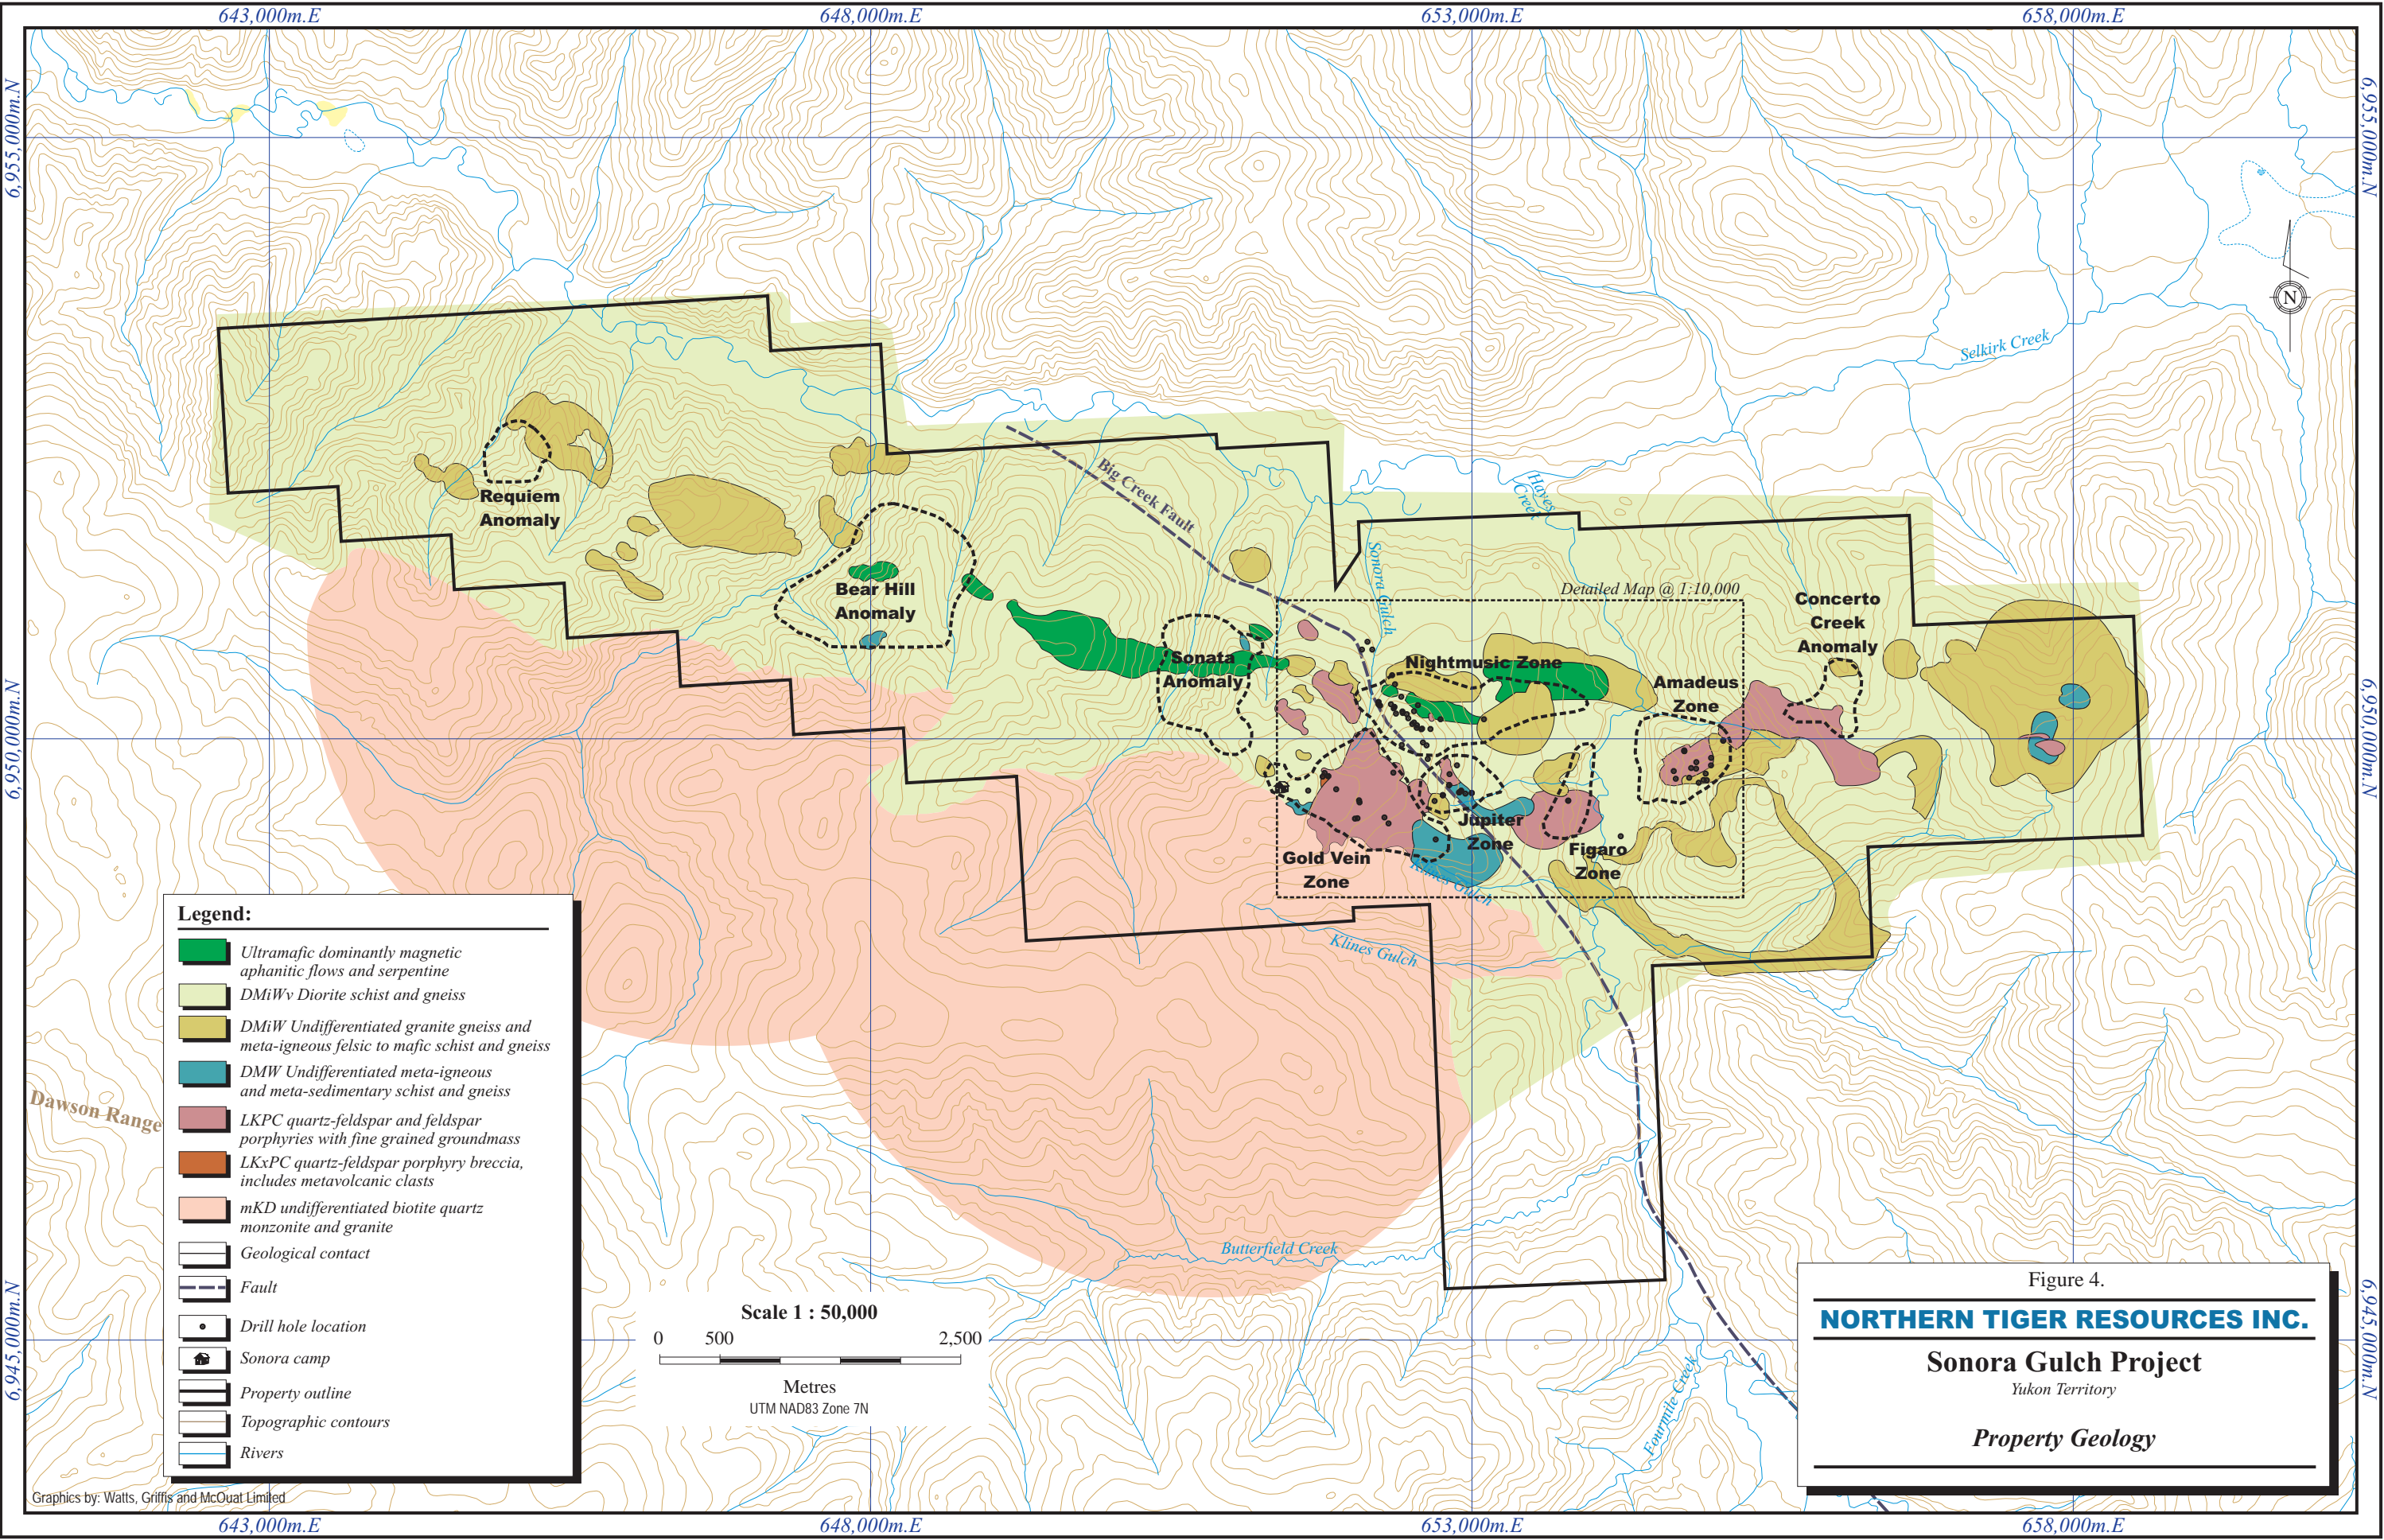 643,000m.E
648,000m.E
653,000m.E
658,000m.E
6,955,000m.N
6,955,000m.N
Selkirk Creek
N
Big Creek Fault
Hayes
Creek
Requiem
Anomaly
Sonora Gulch
Bear Hill
Anomaly
Detailed Map @ 1:10,000
Concerto
Creek
Anomaly
Sonata
Anomaly
Nightmusic Zone
Amadeus
Zone
6,950,000m.N
6,950,000m.N
Jupiter
Zone
Gold Vein
Zone
Figaro
Zone
Klines Gulch
Klines Gulch
Dawson Range
Legend:
Ultramafic dominantly magnetic
aphanitic flows and serpentine
DMiWv Diorite schist and gneiss
DMiW Undifferentiated granite gneiss and
meta-igneous felsic to mafic schist and gneiss
DMW Undifferentiated meta-igneous
and meta-sedimentary schist and gneiss
LKPC quartz-feldspar and feldspar
porphyries with fine grained groundmass
LKxPC quartz-feldspar porphyry breccia,
includes metavolcanic clasts
mKD undifferentiated biotite quartz
monzonite and granite
Geological contact
Fault
Drill hole location
Sonora camp
Property outline
Topographic contours
Rivers
Butterfield Creek
Scale 1 : 50,000
0 500 2,500
Metres
UTM NAD83 Zone 7N
Fourmile Creek
6,945,000m.N
6,945,000m.N
Figure 4.
NORTHERN TIGER RESOURCES INC.
Sonora Gulch Project
Yukon Territory
Property Geology
Graphics by: Watts, Griffis and McOuat Limited
643,000m.E
648,000m.E
653,000m.E
658,000m.E